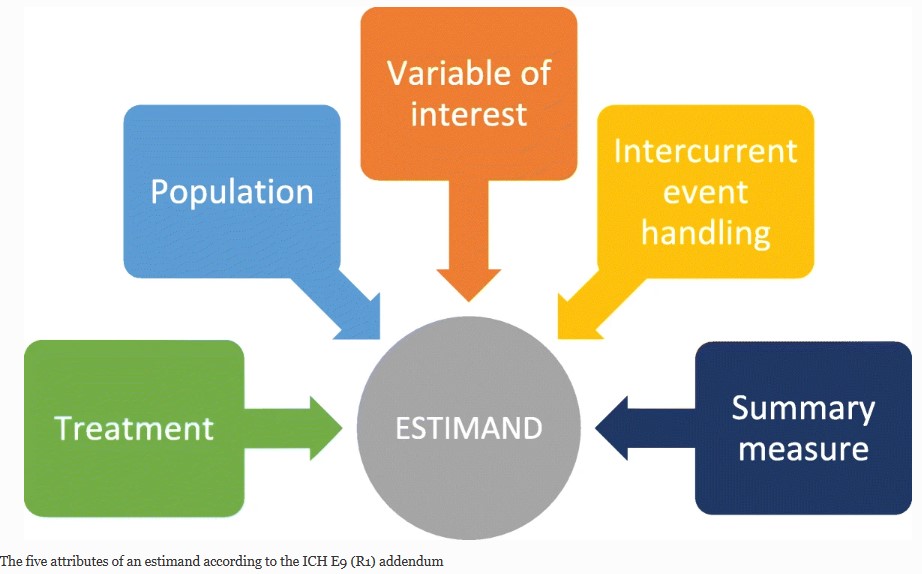 Variable of
interest
Population
Intercurrent
event
handling
Treatment
ESTIMAND
Summary
measure
The five attributes of an estimand according to the ICH E9 (R1) addendum